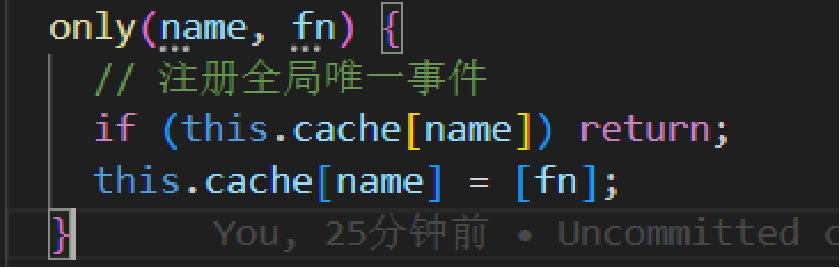 only(name, fn) {
// 注册全局唯一事件
if (this.cache[name]) return;
this.cache[name] = [fn];
} You, 25分钟前 • Uncommitted